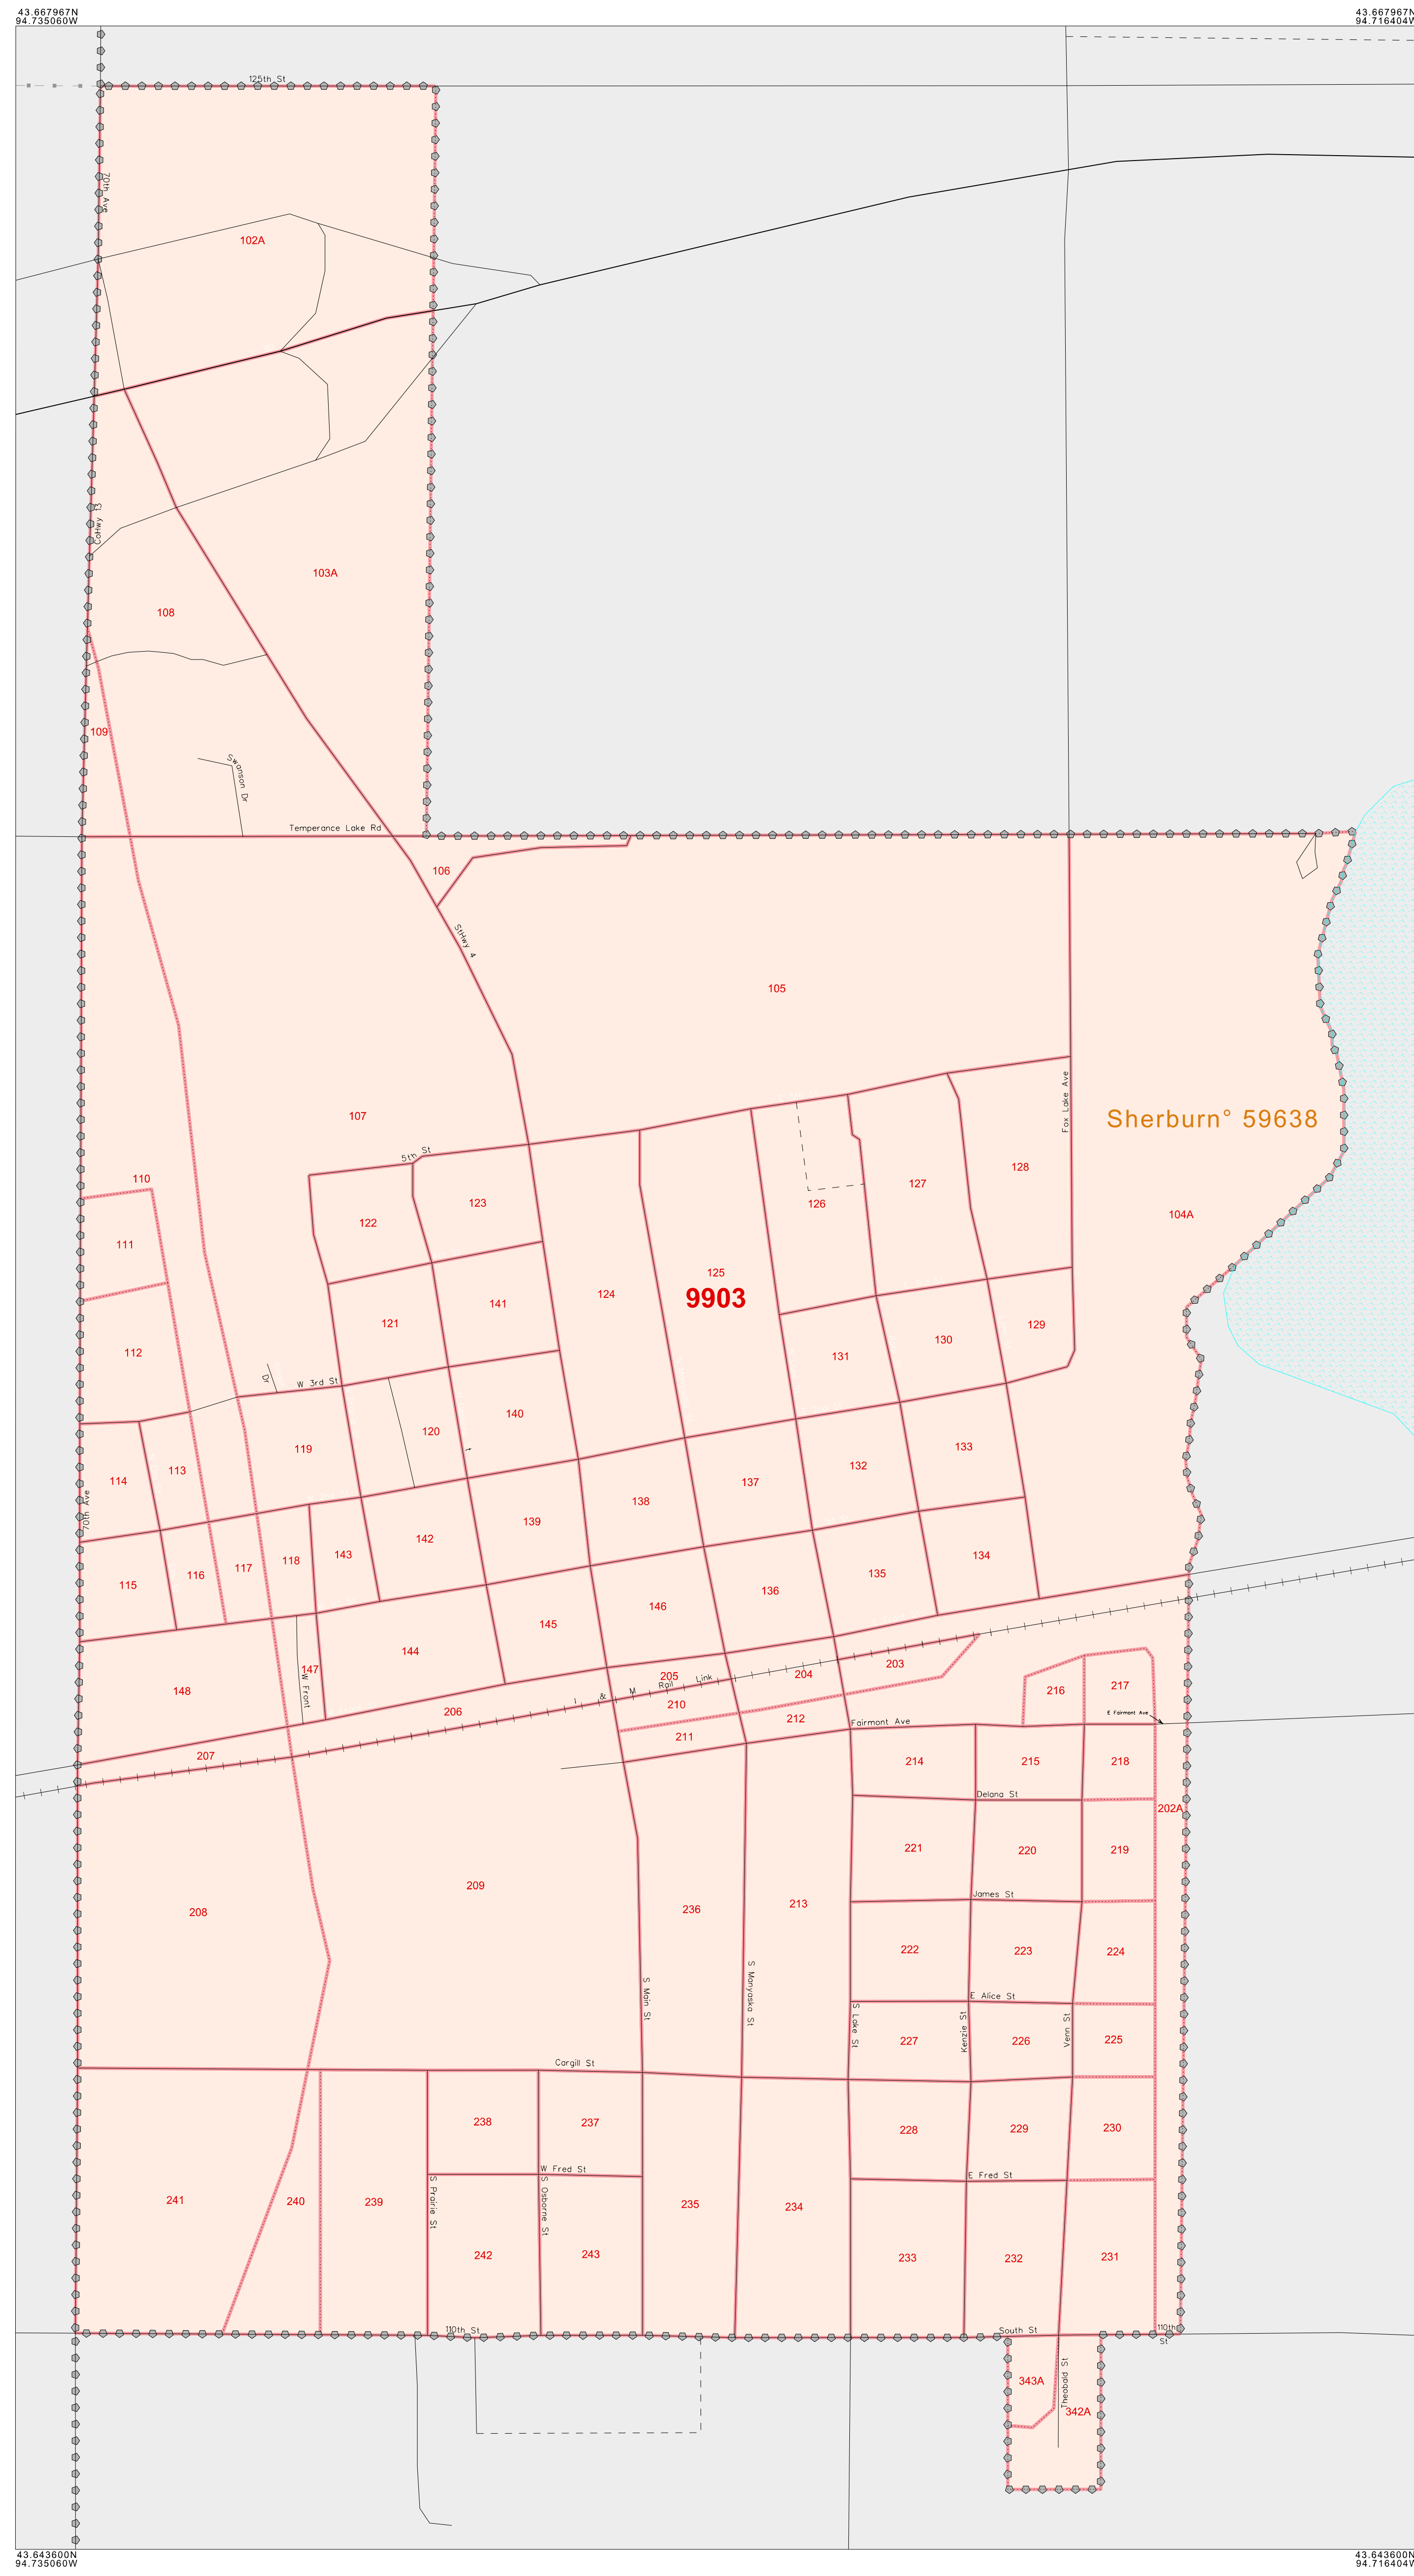 43.667967N
94.735060W
43.667967N
94.716404W
125th St
70th Ave
102A
CoHwy 13
103A
108
109
Swanson Dr
Temperance Lake Rd
106
StHwy 4
105
Fox Lake Ave
Sherburn° 59638
107
5th St
128
110
127
123
126
104A
122
111
125
124
9903
141
121
129
130
112
131
Dr
W 3rd St
140
120
133
119
132
113
114
137
138
70th Ave
139
142
143
134
118
117
135
116
115
136
146
145
144
203
147
205
204
I & M Rail Link
217
148
W Front
216
210
206
212
E Fairmont Ave
Fairmont Ave
211
207
214
215
218
Delana St
202A
221
220
219
209
James St
236
213
208
222
223
224
S Main St
S Manyaska St
E Alice St
S Lake St
Kenzie St
Venn St
227
226
225
Cargill St
238
237
228
229
230
W Fred St
E Fred St
241
240
239
S Prairie St
S Osborne St
235
234
242
243
233
232
231
110th St
South St
110th
St
343A
Theobald St
342A
43.643600N
94.735060W
43.643600N
94.716404W